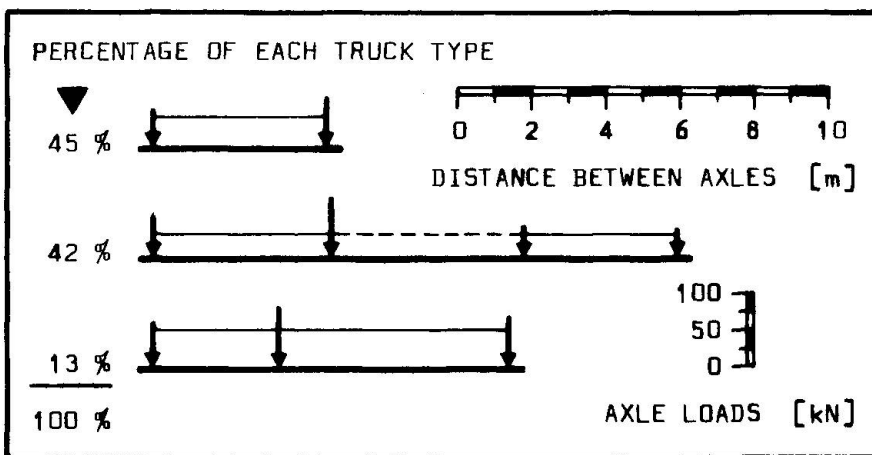 PERCENTAGE OF EACH TRUCK TYPE
45 %
0 2 4 6 8 10
DISTANCE BETWEEN AXLES [m]
42 %
100
50
0
13 %
100 %
AXLE LOADS [kN]